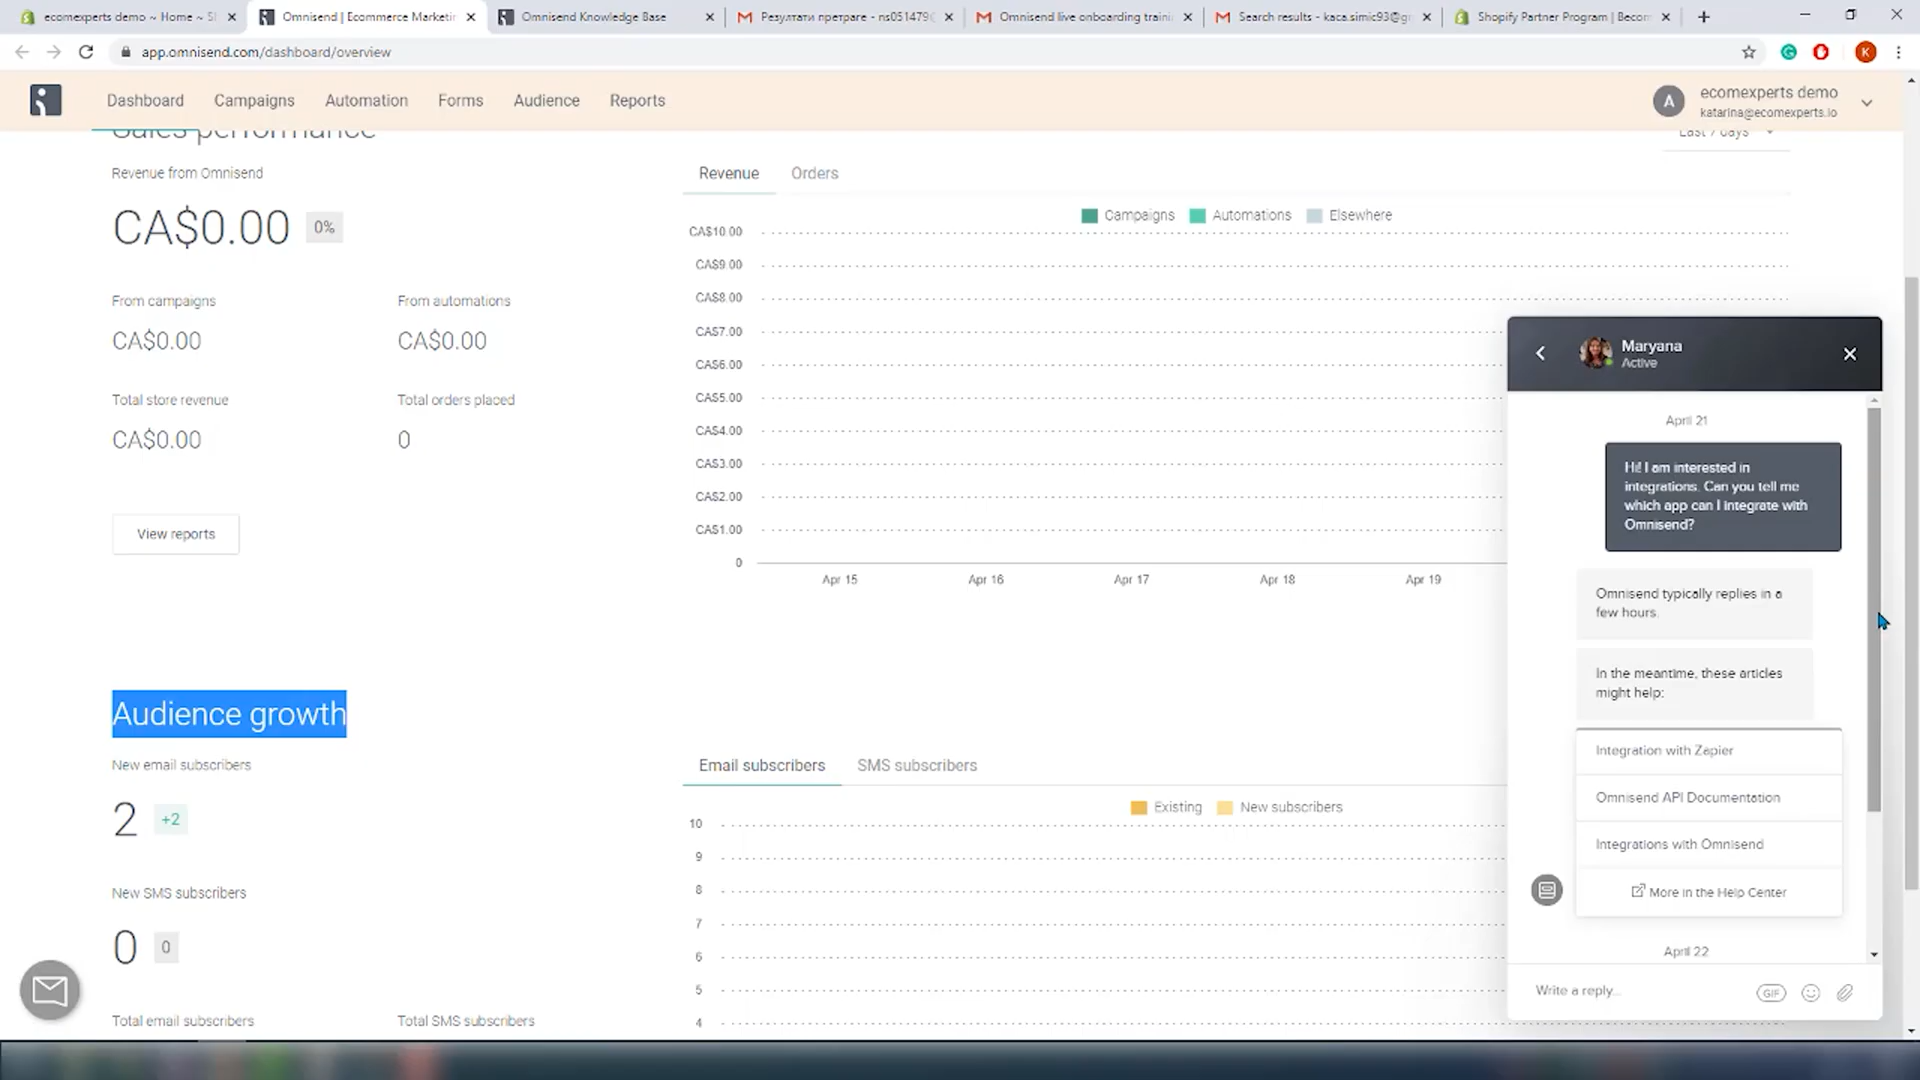 ecomexperts demo ~ Home ~ S
Omnisend | Ecommerce Marketi
Omnisend Knowledge Base
Резултати претраге - ns051479
Omnisend live onboarding traini
Search results - kaca.simic93@g
Shopify Partner Program | Becom
app.omnisend.com/dashboard/overview
K
Dashboard
Campaigns
Automation
Forms
Audience
Reports
A
ecomexperts demo
katarina@ecomexperts.io
Sales performance
Last 7 days
Revenue from Omnisend
CA$0.00
0%
From campaigns
From automations
CA$0.00
CA$0.00
Total store revenue
Total orders placed
CA$0.00
0
View reports
Revenue
Orders
Campaigns
Automations
Elsewhere
CA$10.00
CA$9.00
CA$8.00
CA$7.00
CA$6.00
CA$5.00
CA$4.00
CA$3.00
CA$2.00
CA$1.00
0
Apr 15
Apr 16
Apr 17
Apr 18
Apr 19
Audience growth
New email subscribers
2
+2
New SMS subscribers
0
0
Total email subscribers
Total SMS subscribers
Email subscribers
SMS subscribers
Existing
New subscribers
10
9
8
7
6
5
4
Maryana
Active
April 21
Hi! I am interested in
integrations. Can you tell me
which app can I integrate with
Omnisend?
Omnisend typically replies in a
few hours.
In the meantime, these articles
might help:
Integration with Zapier
Omnisend API Documentation
Integrations with Omnisend
More in the Help Center
April 22
Write a reply...
GIF